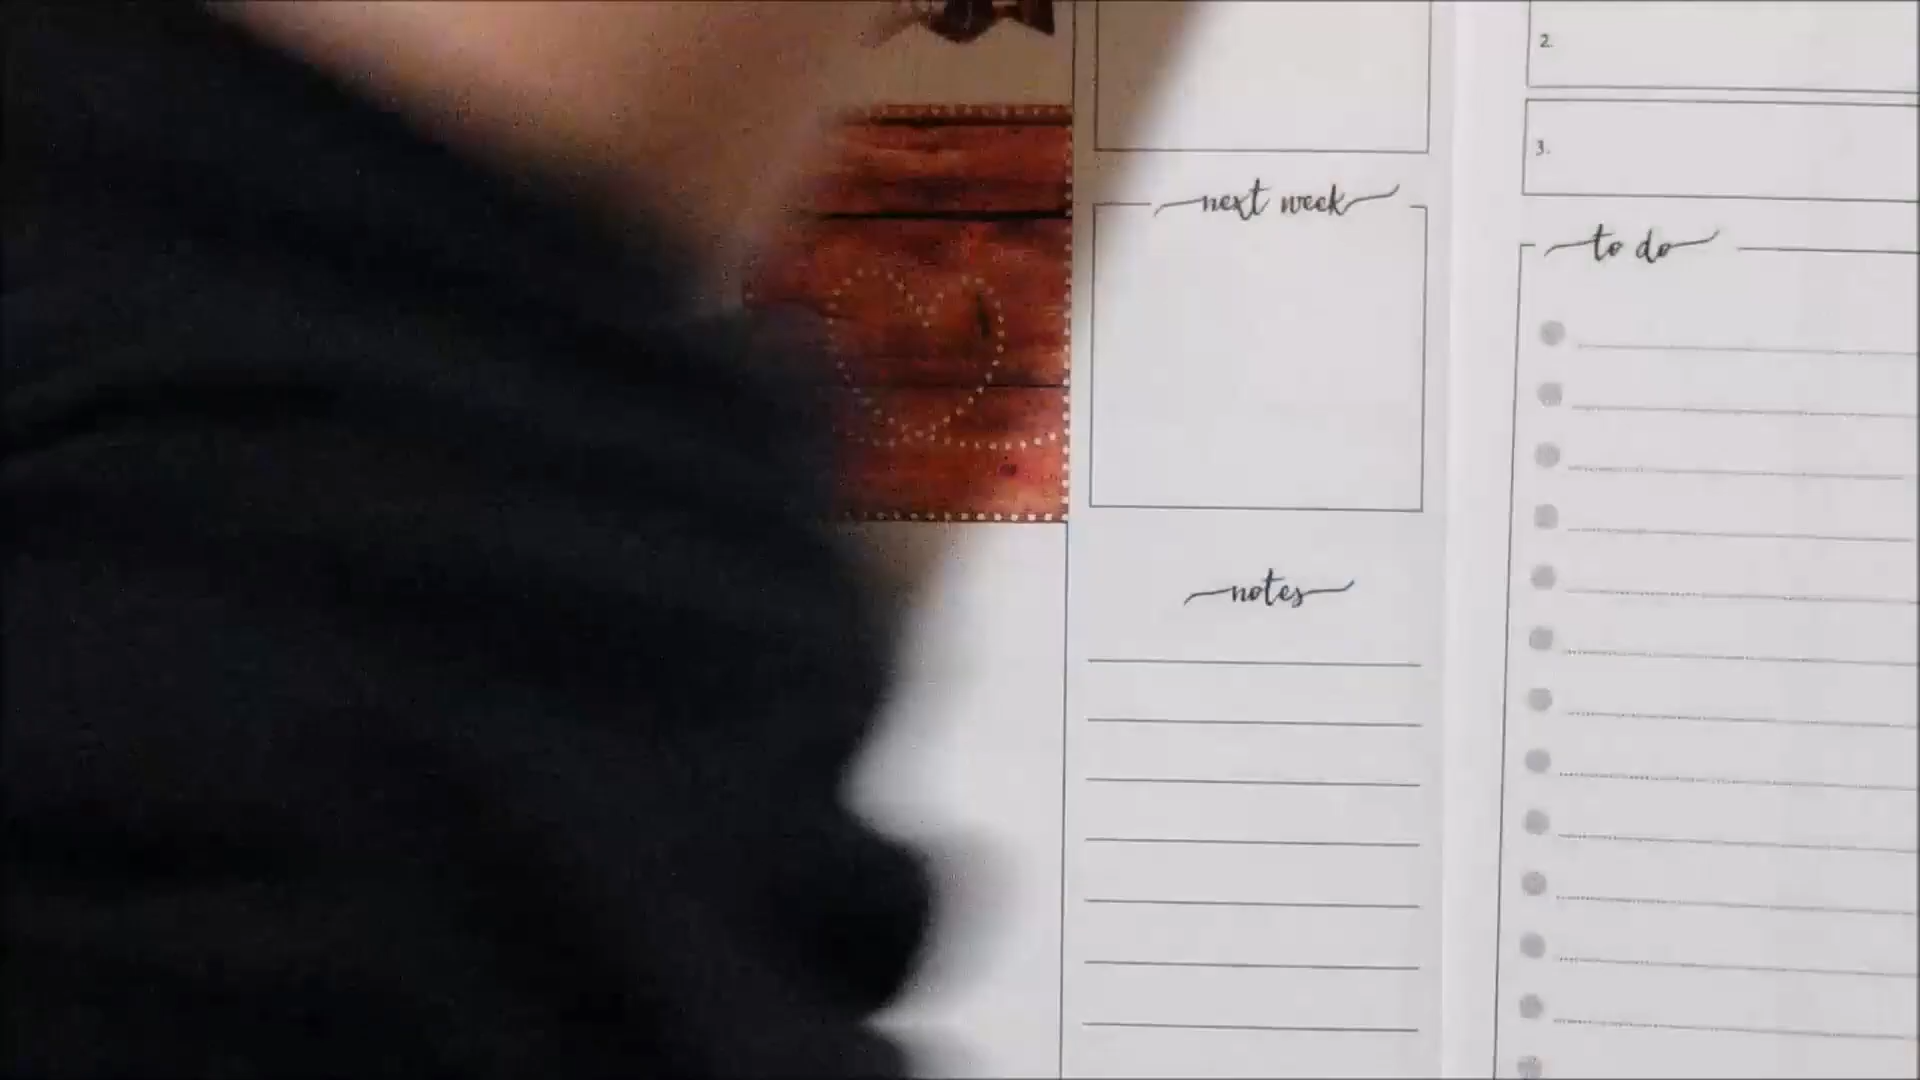 next week
notes
2.
3.
to do